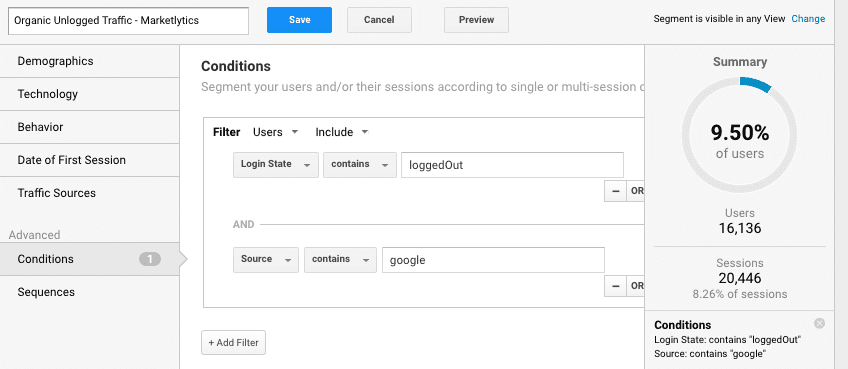 Organic Unlogged Traffic - Marketlytics
Save
Cancel
Preview
Segment is visible in any View Change
Demographics
Technology
Behavior
Date of First Session
Traffic Sources
Advanced
Conditions 1
Sequences
Conditions
Segment your users and/or their sessions according to single or multi-session c
Filter Users Include
Login State contains loggedOut
− OR
AND
Source contains google
− OR
+ Add Filter
Summary
9.50%
of users
Users
16,136
Sessions
20,446
8.26% of sessions
Conditions
Login State: contains "loggedOut"
Source: contains "google"